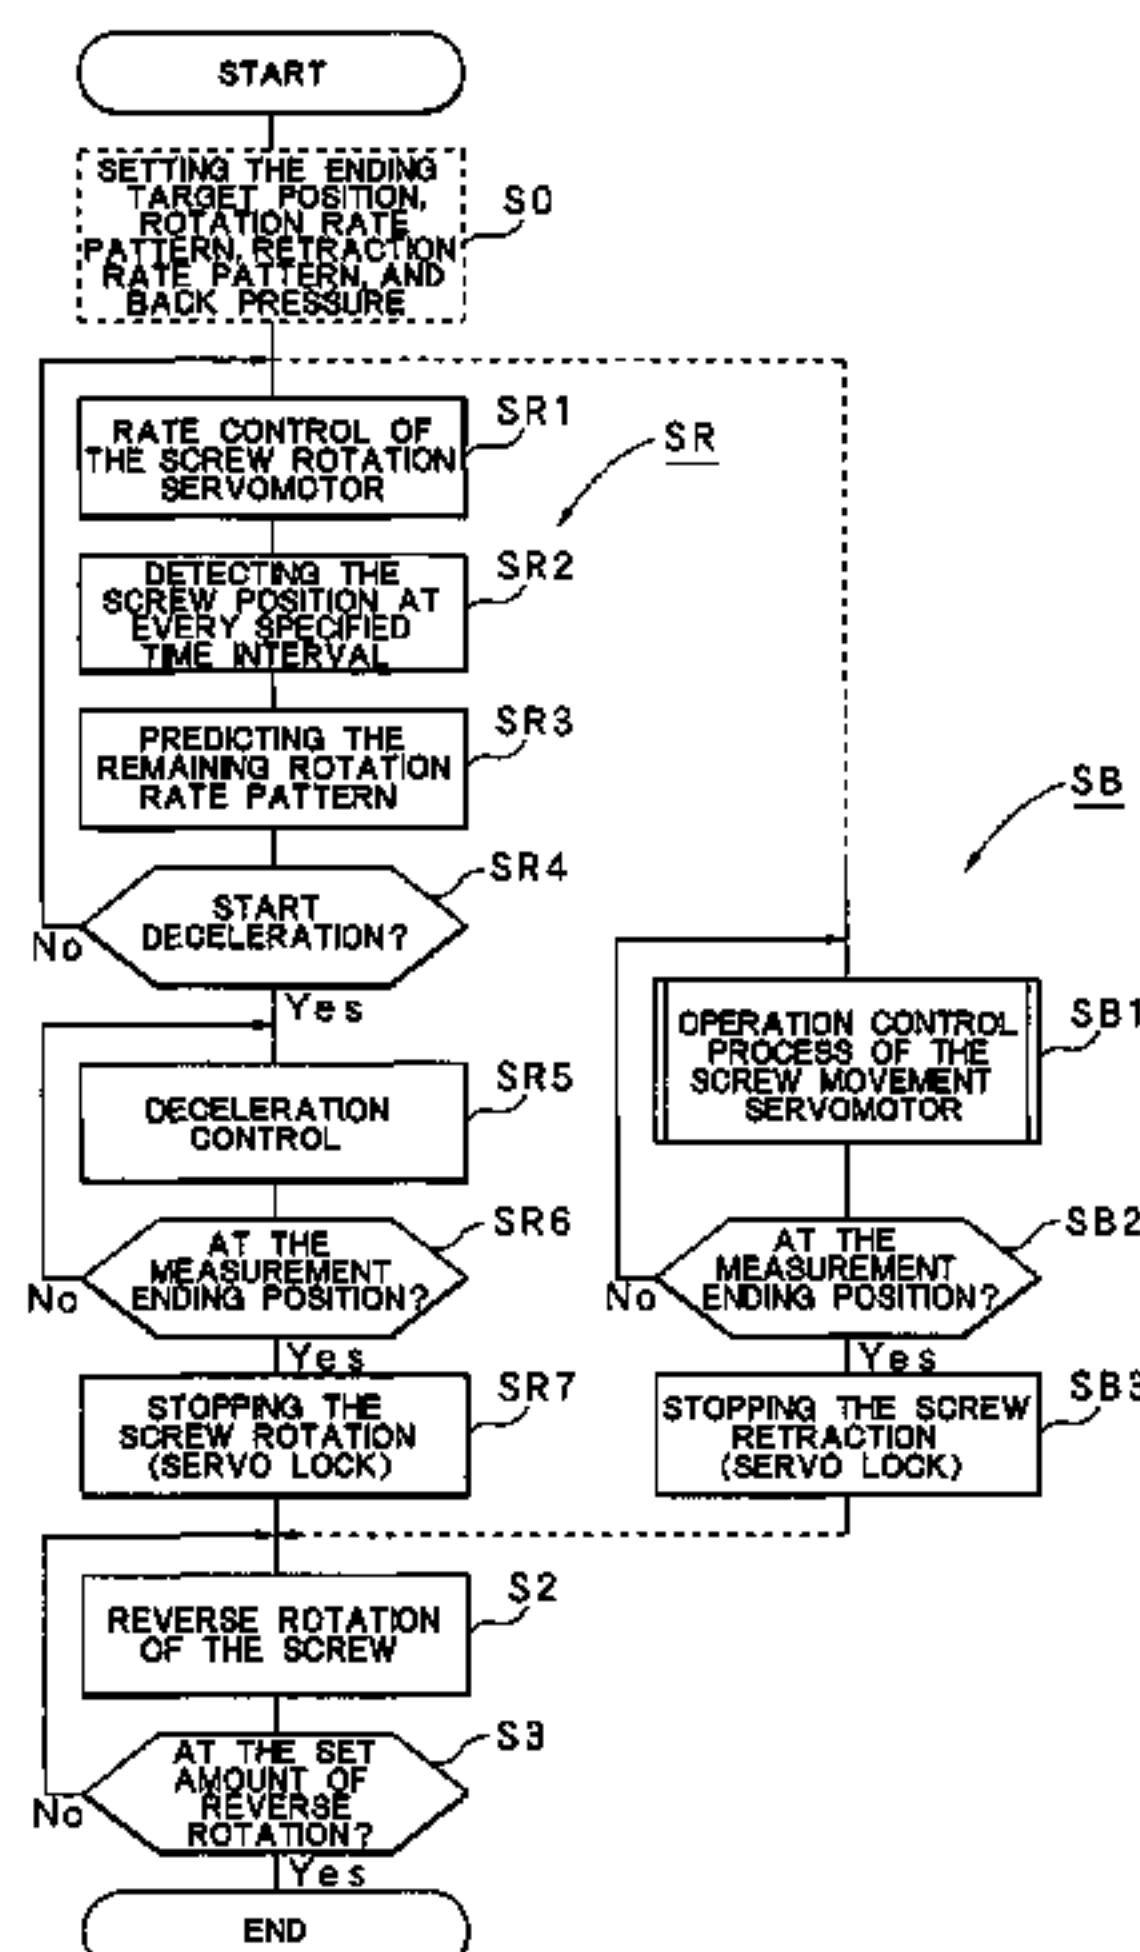 START
SETTING THE ENDING
TARGET POSITION,
ROTATION RATE
PATTERN, RETRACTION
RATE PATTERN, AND
BACK PRESSURE
S0
RATE CONTROL OF
THE SCREW ROTATION
SERVOMOTOR
SR1
SR
DETECTING THE
SCREW POSITION AT
EVERY SPECIFIED
TIME INTERVAL
SR2
PREDICTING THE
REMAINING ROTATION
RATE PATTERN
SR3
SB
START
DECELERATION?
SR4
No
Yes
OPERATION CONTROL
PROCESS OF THE
SCREW MOVEMENT
SERVOMOTOR
SB1
DECELERATION
CONTROL
SR5
AT THE
MEASUREMENT
ENDING POSITION?
SR6
No
Yes
AT THE
MEASUREMENT
ENDING POSITION?
SB2
No
Yes
STOPPING THE
SCREW ROTATION
(SERVO LOCK)
SR7
STOPPING THE SCREW
RETRACTION
(SERVO LOCK)
SB3
REVERSE ROTATION
OF THE SCREW
S2
AT THE SET
AMOUNT OF
REVERSE
ROTATION?
S3
No
Yes
END